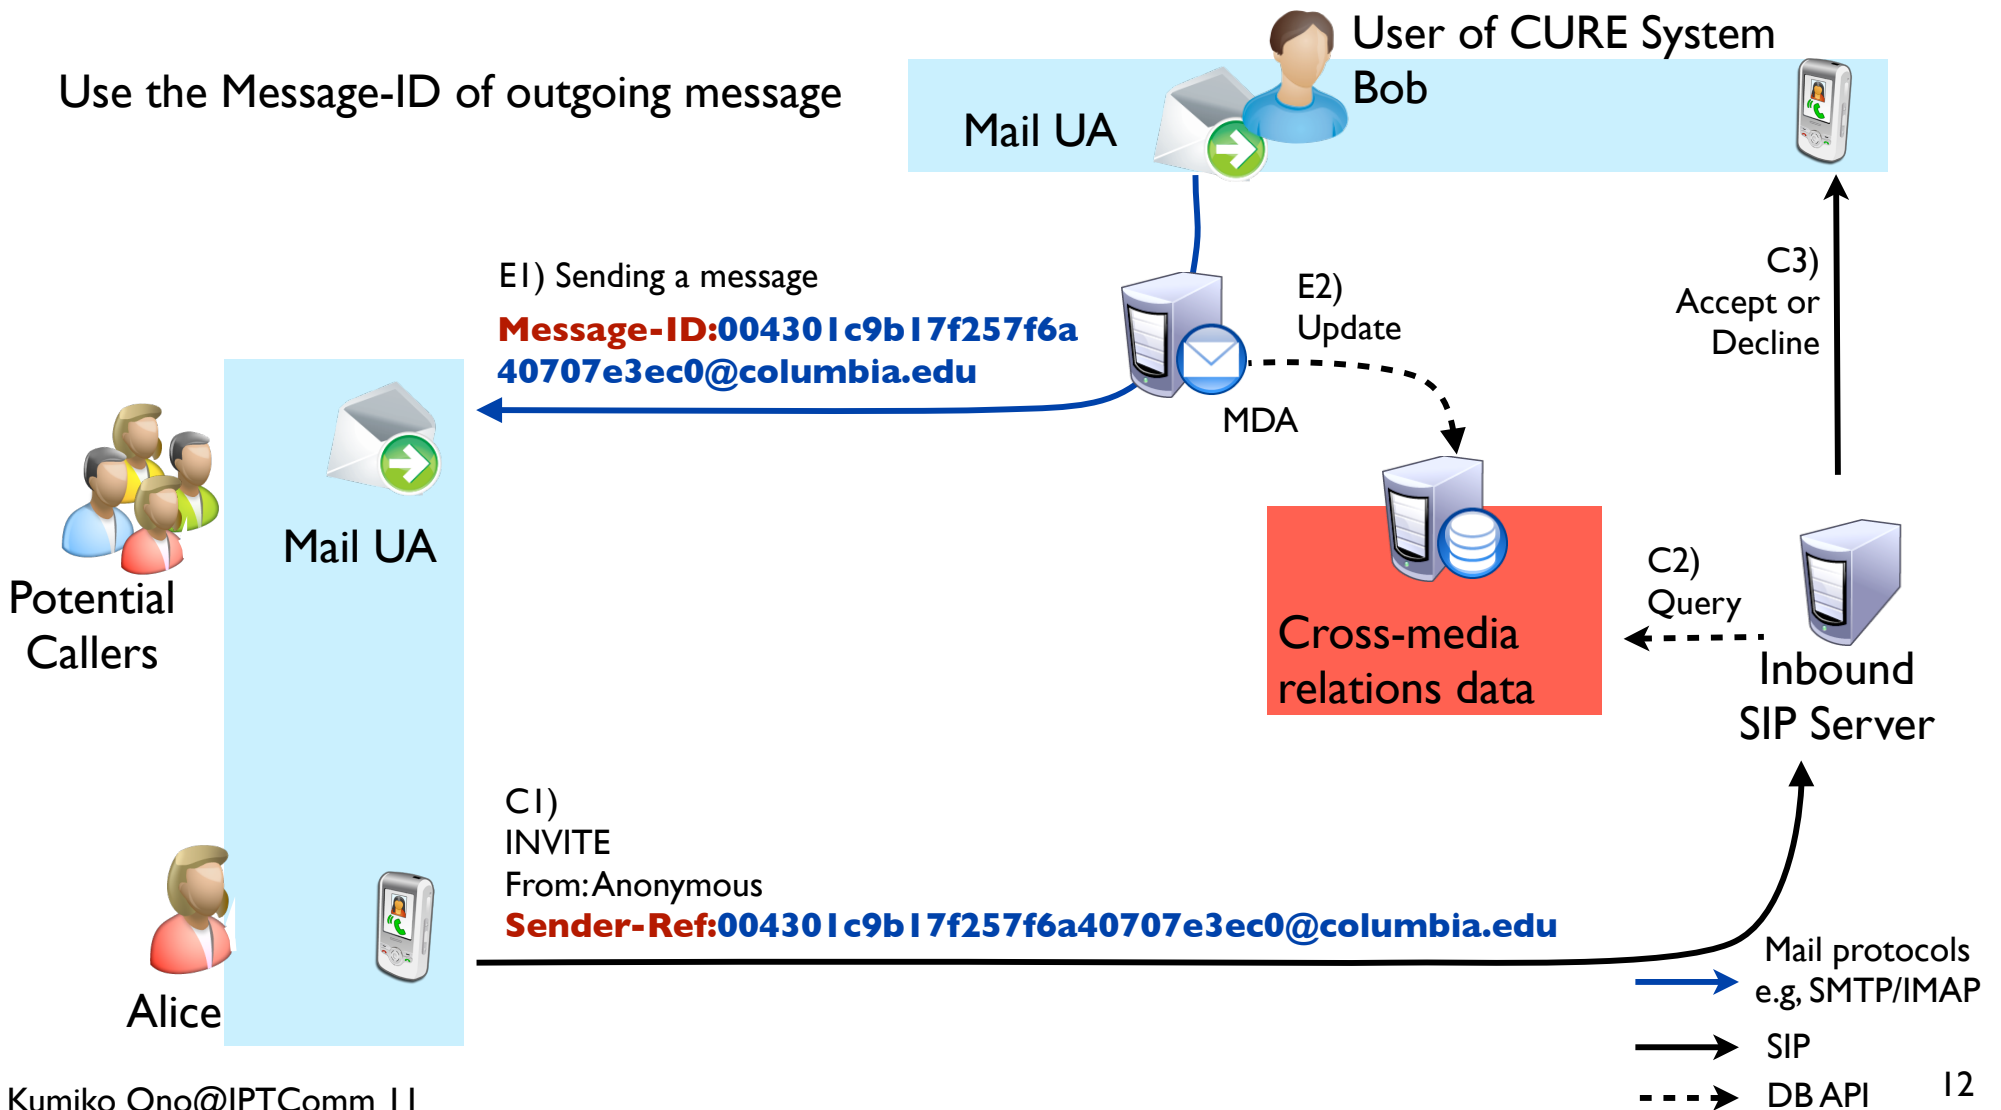 Use the Message-ID of outgoing message
User of CURE System
Bob
Mail UA
E1) Sending a message
Message-ID:004301c9b17f257f6a
40707e3ec0@columbia.edu
E2)
Update
MDA
C3)
Accept or
Decline
Mail UA
Potential
Callers
Cross-media
relations data
C2)
Query
Inbound
SIP Server
C1)
INVITE
From: Anonymous
Sender-Ref:004301c9b17f257f6a40707e3ec0@columbia.edu
Alice
Mail protocols
e.g, SMTP/IMAP
SIP
DB API
Kumiko Ono@IPTComm 11
12